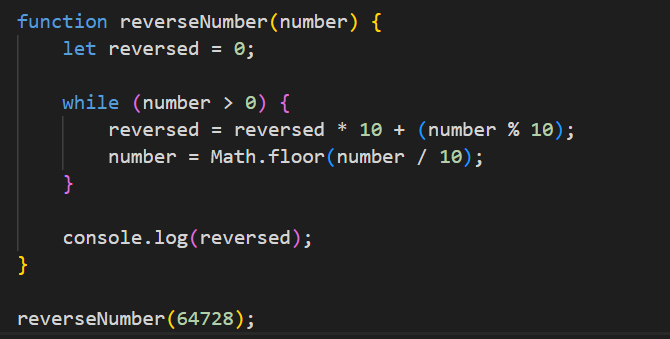 function reverseNumber(number) {
    let reversed = 0;

    while (number > 0) {
        reversed = reversed * 10 + (number % 10);
        number = Math.floor(number / 10);
    }

    console.log(reversed);
}

reverseNumber(64728);